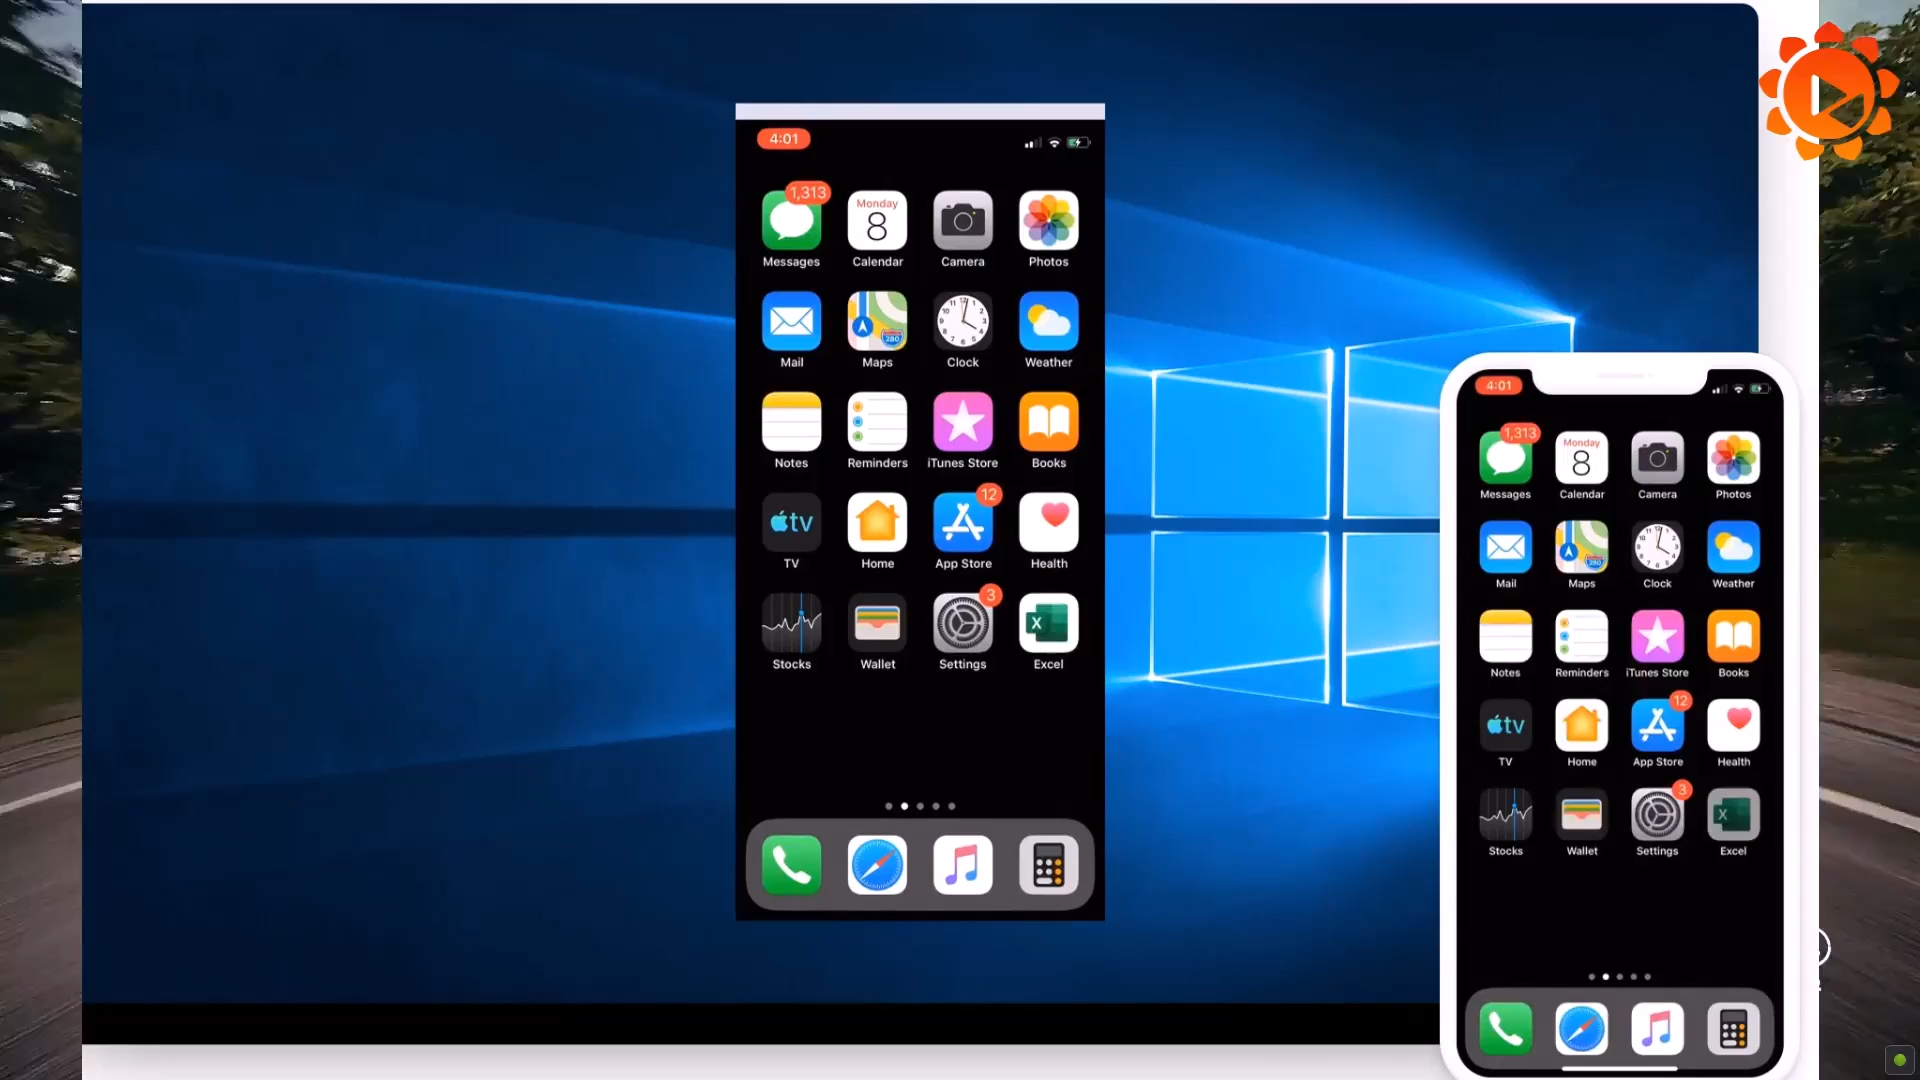 4:01
1,313
Monday
8
Messages Calendar Camera Photos
280
Mail Maps Clock Weather
Notes Reminders iTunes Store Books
tv
12
TV Home App Store Health
3
X
Stocks Wallet Settings Excel
4:01
1,313
Monday
8
Messages Calendar Camera Photos
280
Mail Maps Clock Weather
Notes Reminders iTunes Store Books
tv
12
TV Home App Store Health
3
X
Stocks Wallet Settings Excel